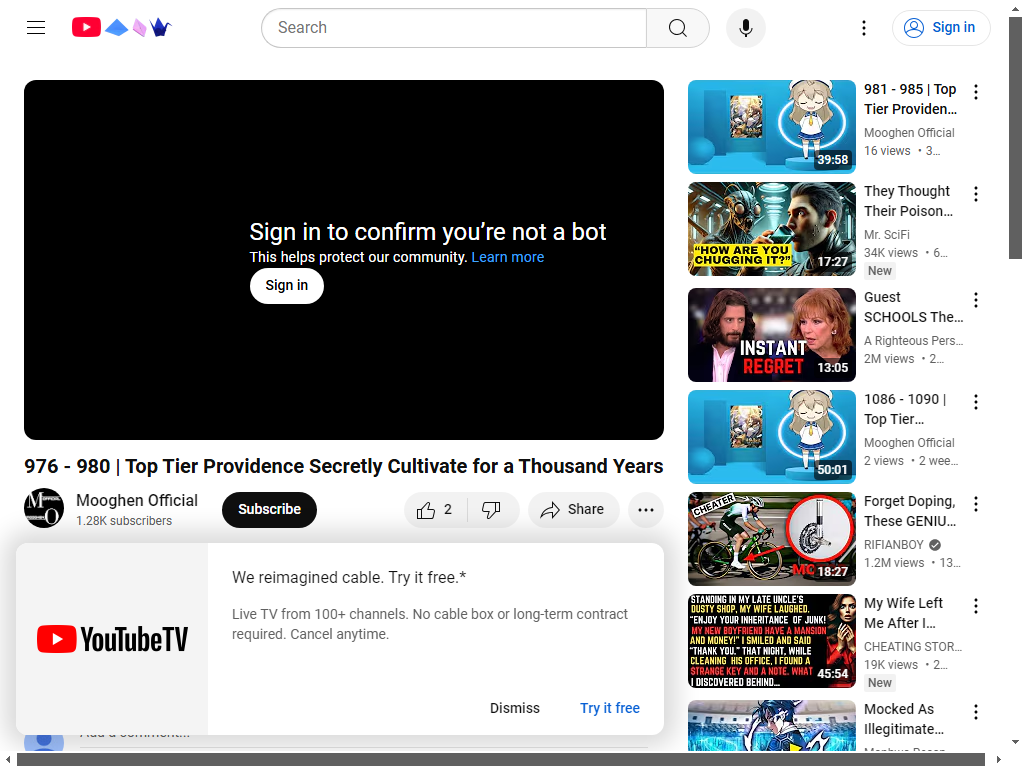 Search
Sign in
Sign in to confirm you’re not a bot
This helps protect our community. Learn more
Sign in
976 - 980 | Top Tier Providence Secretly Cultivate for a Thousand Years
Mooghen Official
1.28K subscribers
Subscribe
2
Share
We reimagined cable. Try it free.*
Live TV from 100+ channels. No cable box or long-term contract
required. Cancel anytime.
YouTubeTV
Dismiss
Try it free
Add a comment...
39:58
981 - 985 | Top
Tier Providen...
Mooghen Official
16 views • 3...
"HOW ARE YOU
CHUGGING IT?"
17:27
They Thought
Their Poison...
Mr. SciFi
34K views • 6...
New
INSTANT
REGRET
13:05
Guest
SCHOOLS The...
A Righteous Pers...
2M views • 2...
50:01
1086 - 1090 |
Top Tier...
Mooghen Official
2 views • 2 wee...
CHEATER
18:27
Forget Doping,
These GENIU...
RIFIANBOY
1.2M views • 13...
STANDING IN MY LATE UNCLE'S
DUSTY SHOP, MY WIFE LAUGHED.
"ENJOY YOUR INHERITANCE OF JUNK!
MY NEW BOYFRIEND HAVE A MANSION
AND MONEY!" I SMILED AND SAID
"THANK YOU." THAT NIGHT, WHILE
CLEANING HIS OFFICE, I FOUND A
STRANGE KEY AND A NOTE. WHAT
I DISCOVERED BEHIND...
45:54
My Wife Left
Me After I...
CHEATING STOR...
19K views • 2...
New
Mocked As
Illegitimate...